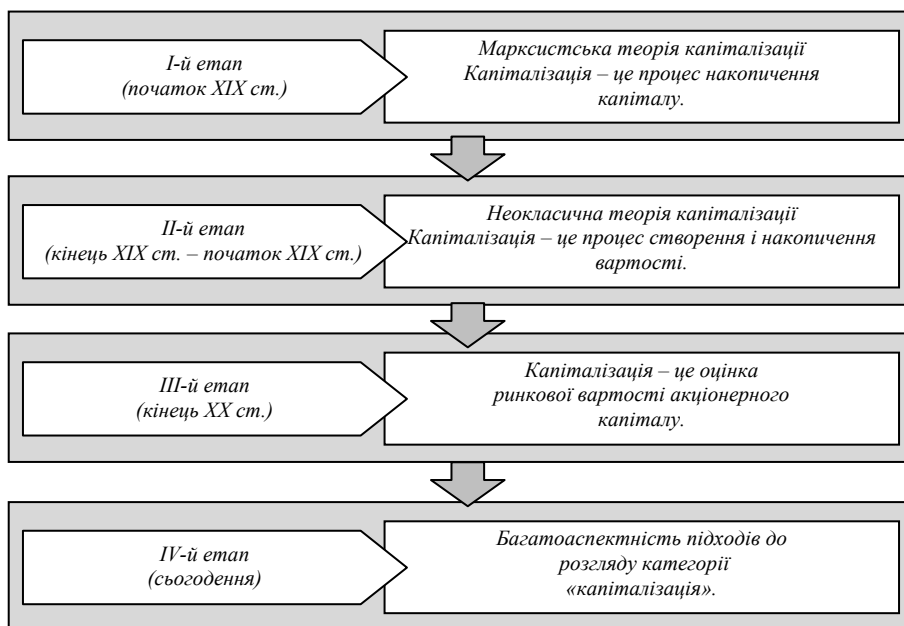 І-й етап
(початок XIX ст.)
Марксистська теорія капіталізації
Капіталізація – це процес накопичення
капіталу.
ІІ-й етап
(кінець XIX ст. – початок XIX ст.)
Неокласична теорія капіталізації
Капіталізація – це процес створення і накопичення
вартості.
ІІІ-й етап
(кінець XX ст.)
Капіталізація – це оцінка
ринкової вартості акціонерного
капіталу.
IV-й етап
(сьогодення)
Багатоаспектність підходів до
розгляду категорії
«капіталізація».